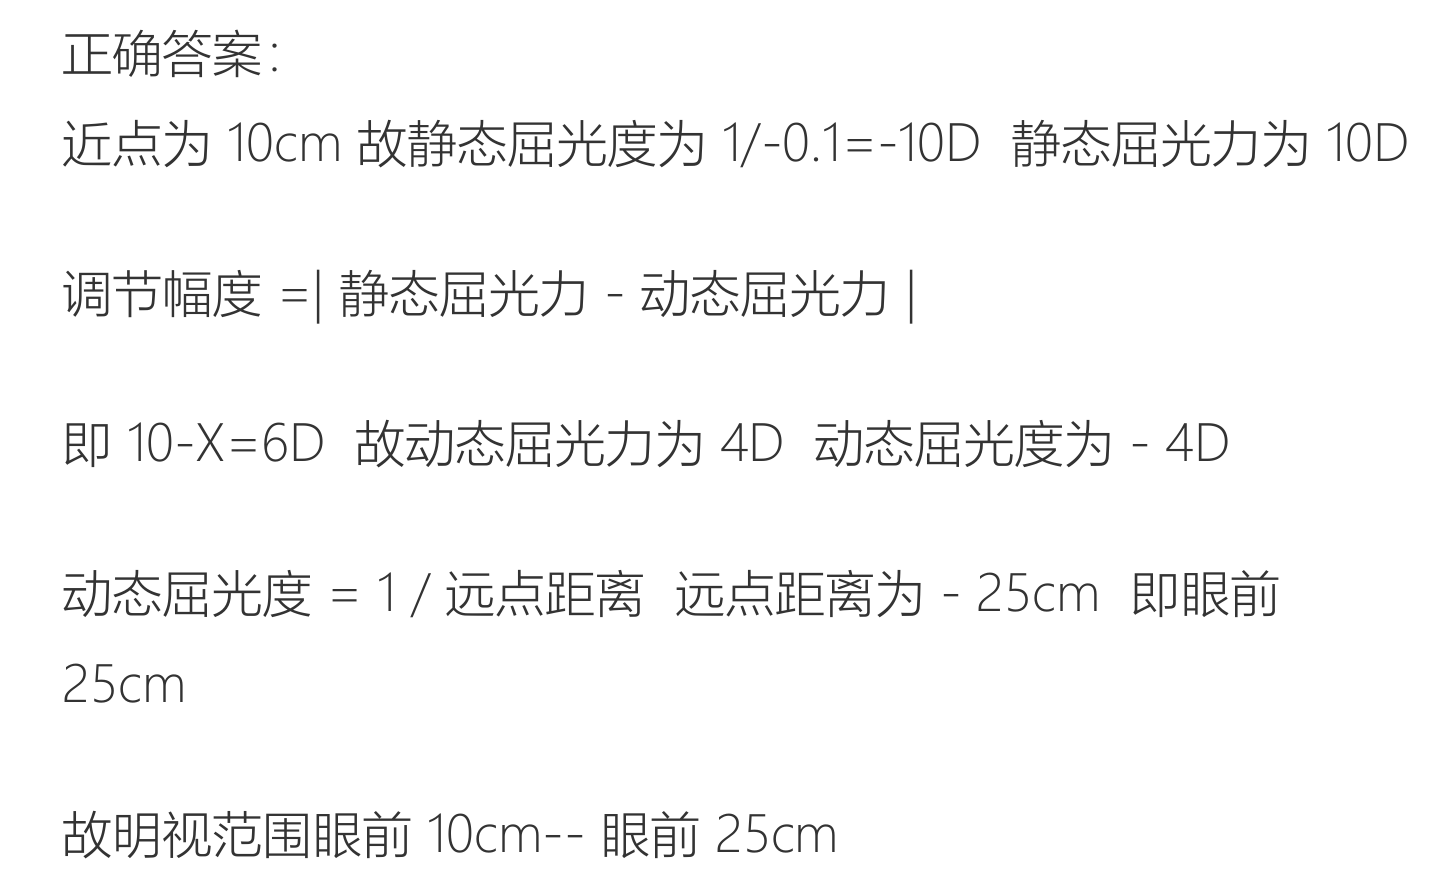 正确答案:
近点为 10cm 故静态屈光度为 1/-0.1=-10D 静态屈光力为 10D
调节幅度 =| 静态屈光力 - 动态屈光力 |
即 10-X=6D 故动态屈光力为 4D 动态屈光度为 - 4D
动态屈光度 = 1 / 远点距离 远点距离为 - 25cm 即眼前
25cm
故明视范围眼前 10cm-- 眼前 25cm